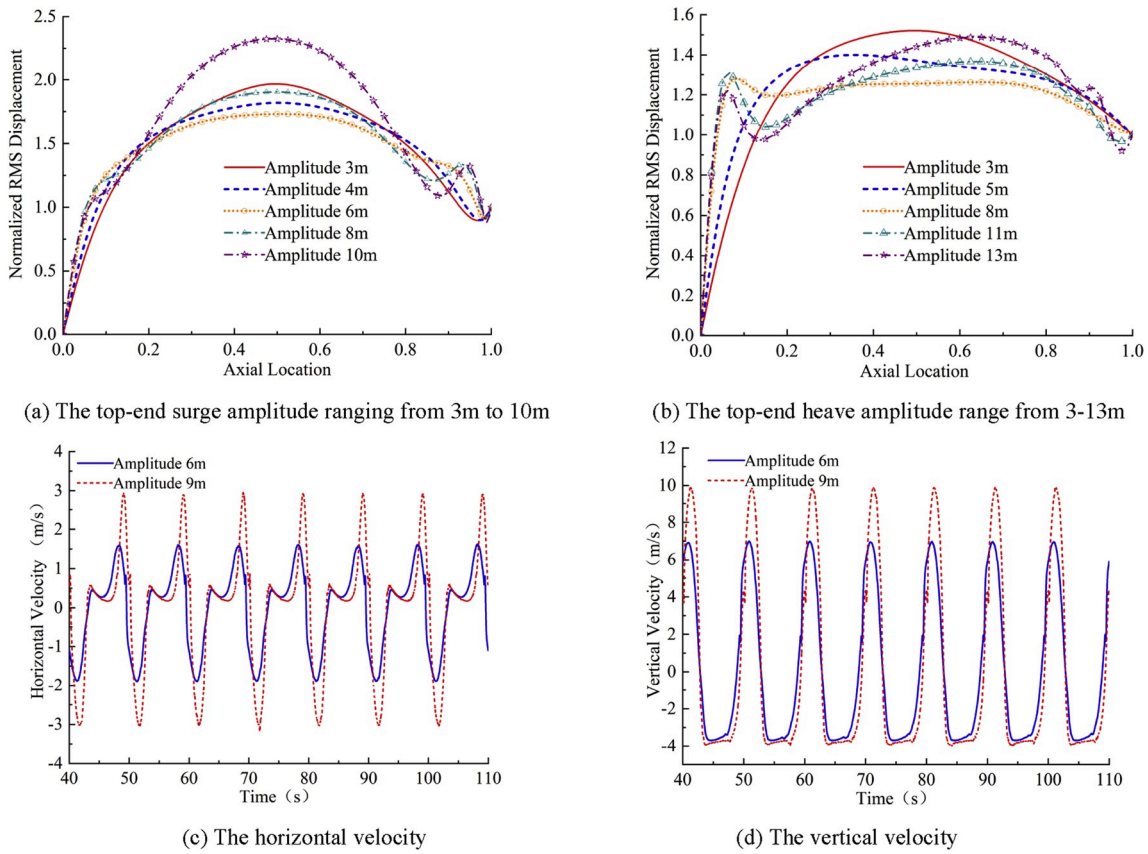 2.5
2.0
1.5
1.0
0.5
0.0
Normalized RMS Displacement
Amplitude 3m
Amplitude 4m
Amplitude 6m
Amplitude 8m
Amplitude 10m
0.0 0.2 0.4 0.6 0.8 1.0
Axial Location
(a) The top-end surge amplitude ranging from 3m to 10m
1.6
1.4
1.2
1.0
0.8
0.6
0.4
0.2
0.0
Normalized RMS Displacement
Amplitude 3m
Amplitude 5m
Amplitude 8m
Amplitude 11m
Amplitude 13m
0.0 0.2 0.4 0.6 0.8 1.0
Axial Location
(b) The top-end heave amplitude range from 3-13m
4
3
2
1
0
-1
-2
-3
-4
Horizontal Velocity（m/s）
Amplitude 6m
Amplitude 9m
40 50 60 70 80 90 100 110
Time（s）
(c) The horizontal velocity
12
10
8
6
4
2
0
-2
-4
-6
Vertical Velocity（m/s）
Amplitude 6m
Amplitude 9m
40 50 60 70 80 90 100 110
Time（s）
(d) The vertical velocity